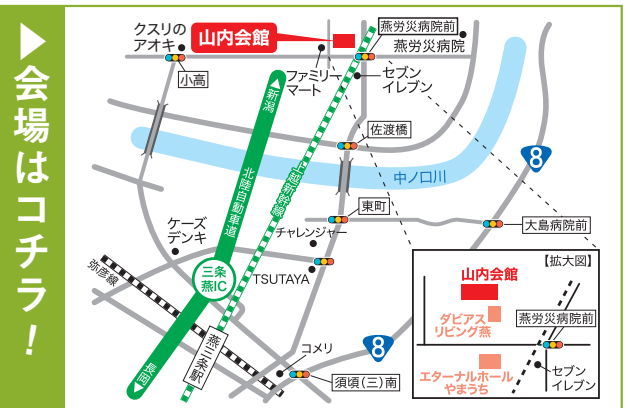 ▶会場はコチラ！
クスリの
アオキ
山内会館
燕労災病院前
燕労災病院
小高
ファミリー
マート
セブン
イレブン
▲新潟
佐渡橋
上越新幹線
北陸自動車道
中ノ口川
8
東町
大島病院前
ケーズ
デンキ
チャレンジャー
TSUTAYA
三条
燕IC
弥彦線
燕三条駅
長岡▼
コメリ
8
須頃（三）南
【拡大図】
山内会館
ダビアス
リビング燕
燕労災病院前
エターナルホール
やまうち
セブン
イレブン